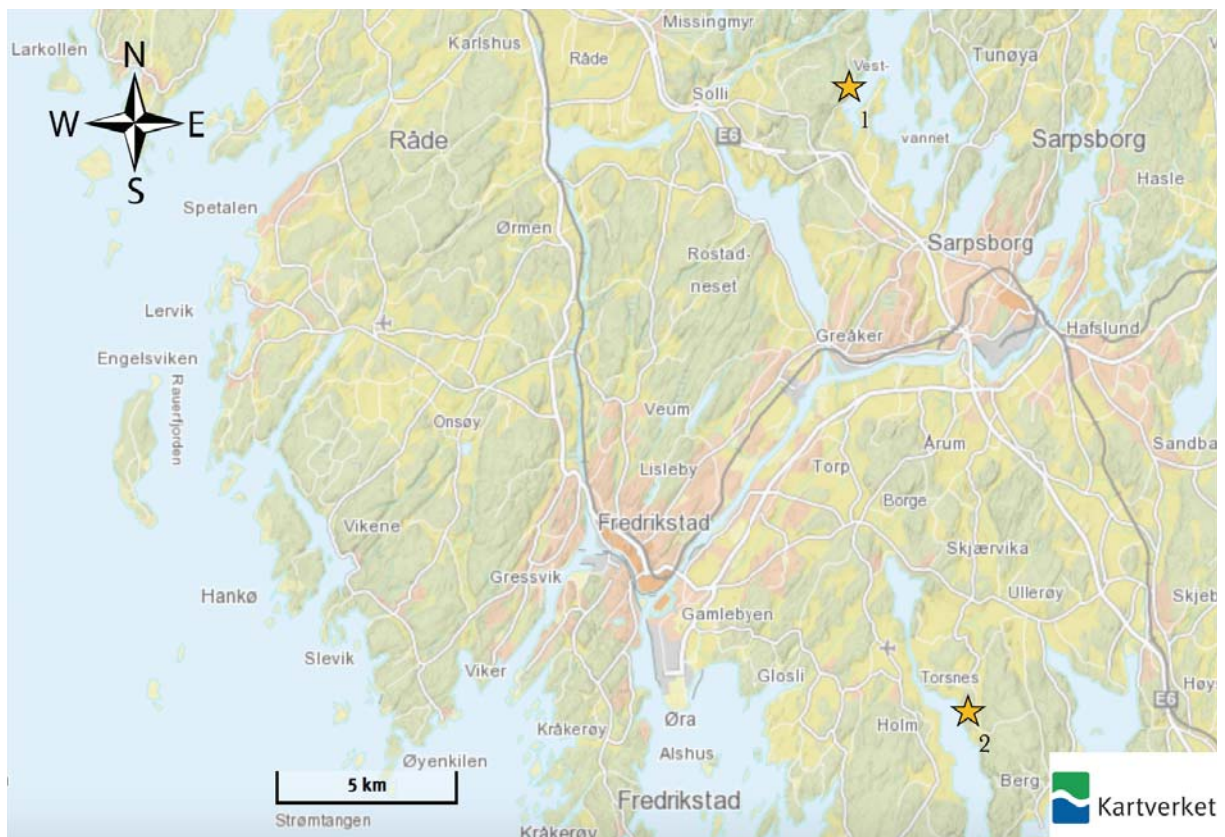 Missingmyr
Larkollen
Karlshus
Råde
Vest-
Tunøya
N
Solli
1
W
E
E6
Råde
vannet
Sarpsborg
S
Hasle
Spetalen
Ørmen
Sarpsborg
Rostad-
neset
Lervik
Greåker
Hafslund
Engelsviken
Rauerfjorden
Veum
Onsøy
Årum
Sandba
Lisleby
Torp
Borge
Vikene
Fredrikstad
Skjærvika
Gressvik
Ullerøy
Hankø
Gamlebyen
Skjeb
Slevik
Viker
Glosli
Torsnes
E6
Høys
Kråkerøy
Øra
Holm
2
Alshus
Øyenkilen
5 km
Berg
Fredrikstad
Kartverket
Strømtangen
Kråkerøy